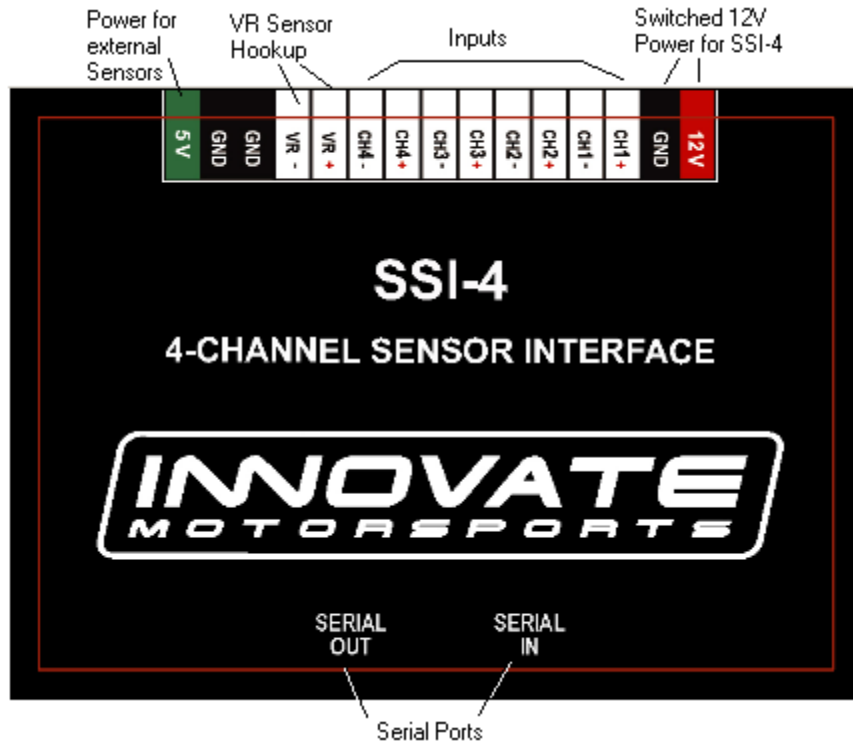 Power for
external
Sensors
VR Sensor
Hookup
Inputs
Switched 12V
Power for SSI-4
5V
GND
GND
VR -
VR +
CH4 -
CH4 +
CH3 -
CH3 +
CH2 -
CH2 +
CH1 -
CH1 +
GND
12V
SSI-4
4-CHANNEL SENSOR INTERFACE
INNOVATE
MOTORSPORTS
SERIAL
OUT
SERIAL
IN
Serial Ports